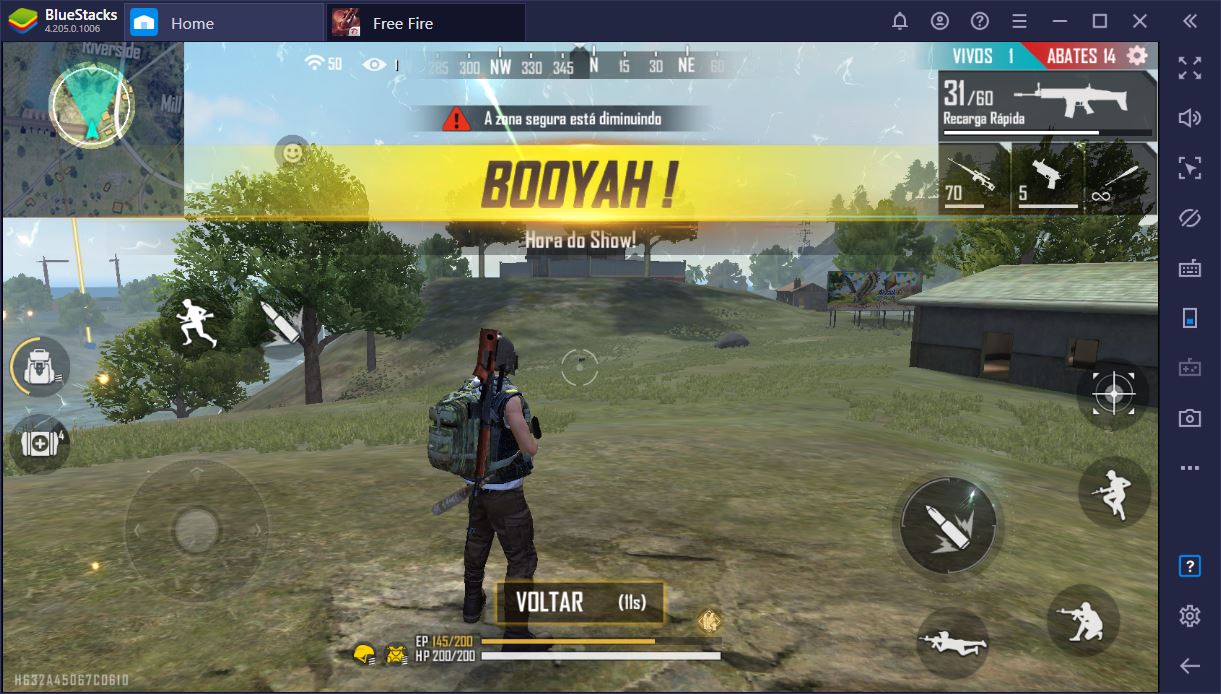 BlueStacks
4.205.0.1006
Home
Free Fire
Riverside
Mill
50
1
285 300 NW 330 345 N 15 30 NE 60
VIVOS 1
ABATES 14
A zona segura está diminuindo
31/60
Recarga Rápida
70
5
∞
BOOYAH !
Hora do Show!
4
VOLTAR (11s)
EP 145/200
HP 200/200
H632A45067C0610